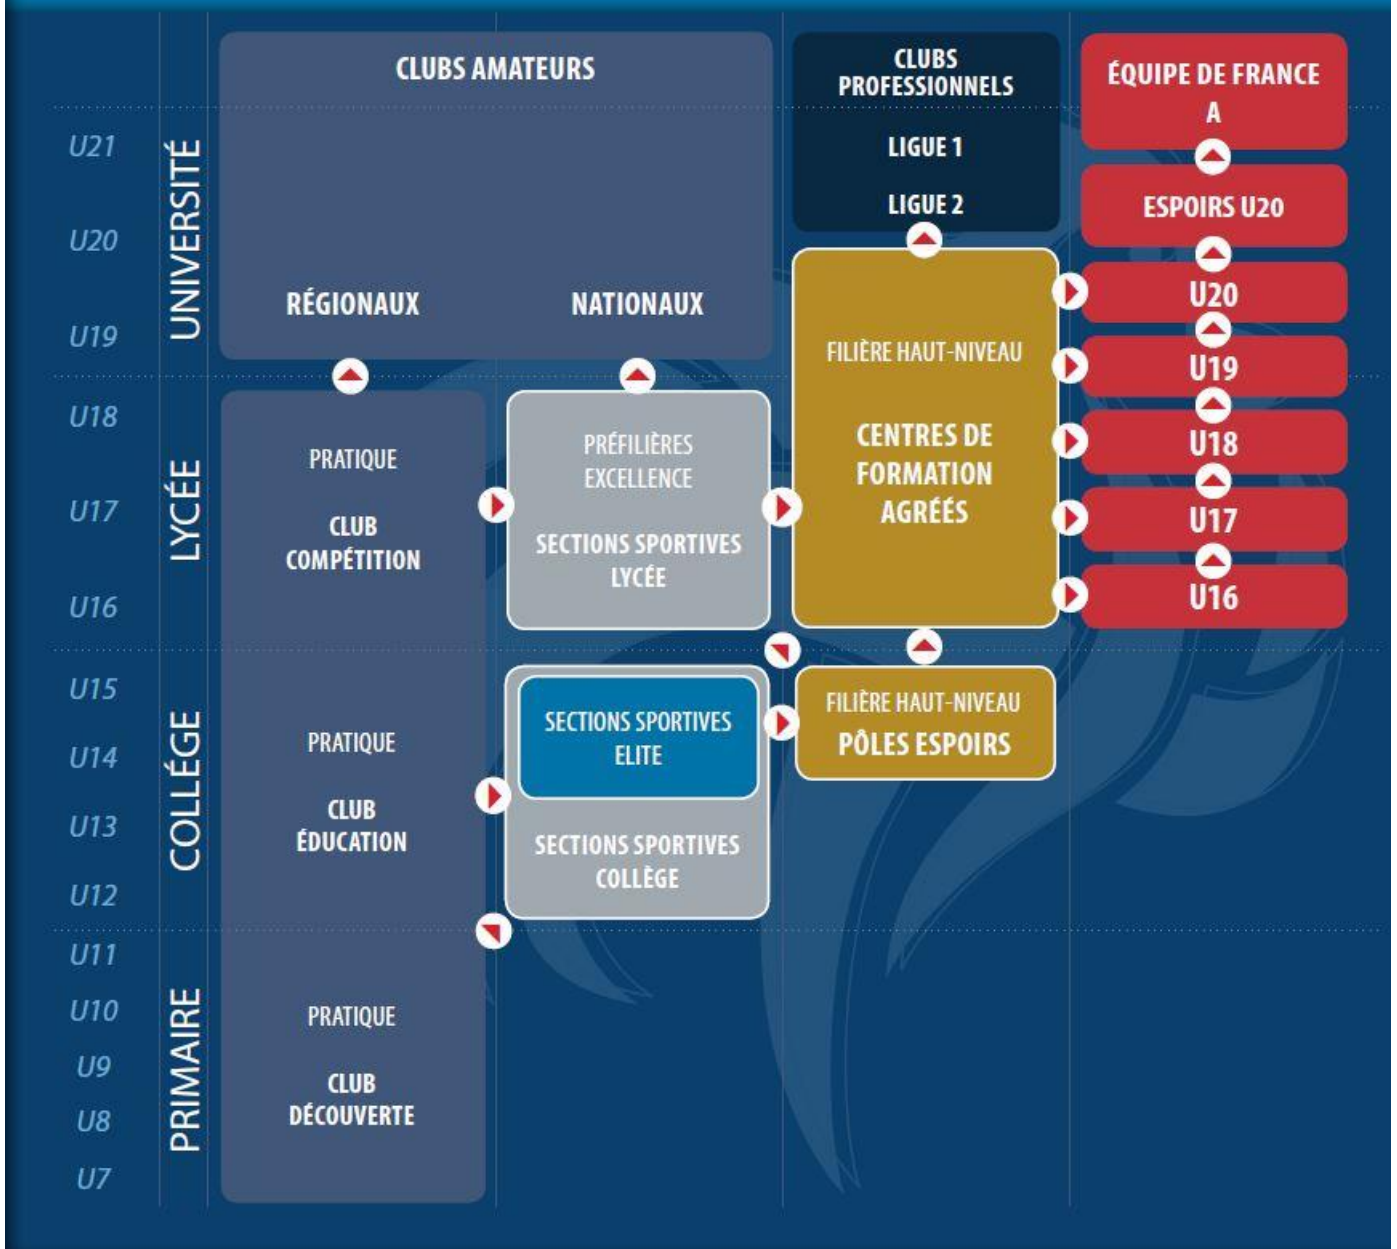 CLUBS AMATEURS
RÉGIONAUX
NATIONAUX
CLUBS
PROFESSIONNELS
LIGUE 1
LIGUE 2
ÉQUIPE DE FRANCE
A
ESPOIRS U20
U20
U19
U18
U17
U16
U21
U20
U19
UNIVERSITÉ
U18
U17
U16
LYCÉE
PRATIQUE
CLUB
COMPÉTITION
PRÉFILIÈRES
EXCELLENCE
SECTIONS SPORTIVES
LYCÉE
FILIÈRE HAUT-NIVEAU
CENTRES DE
FORMATION
AGRÉÉS
U15
U14
U13
U12
COLLÉGE
PRATIQUE
CLUB
ÉDUCATION
SECTIONS SPORTIVES
ELITE
SECTIONS SPORTIVES
COLLÈGE
FILIÈRE HAUT-NIVEAU
PÔLES ESPOIRS
U11
U10
U9
U8
U7
PRIMAIRE
PRATIQUE
CLUB
DÉCOUVERTE